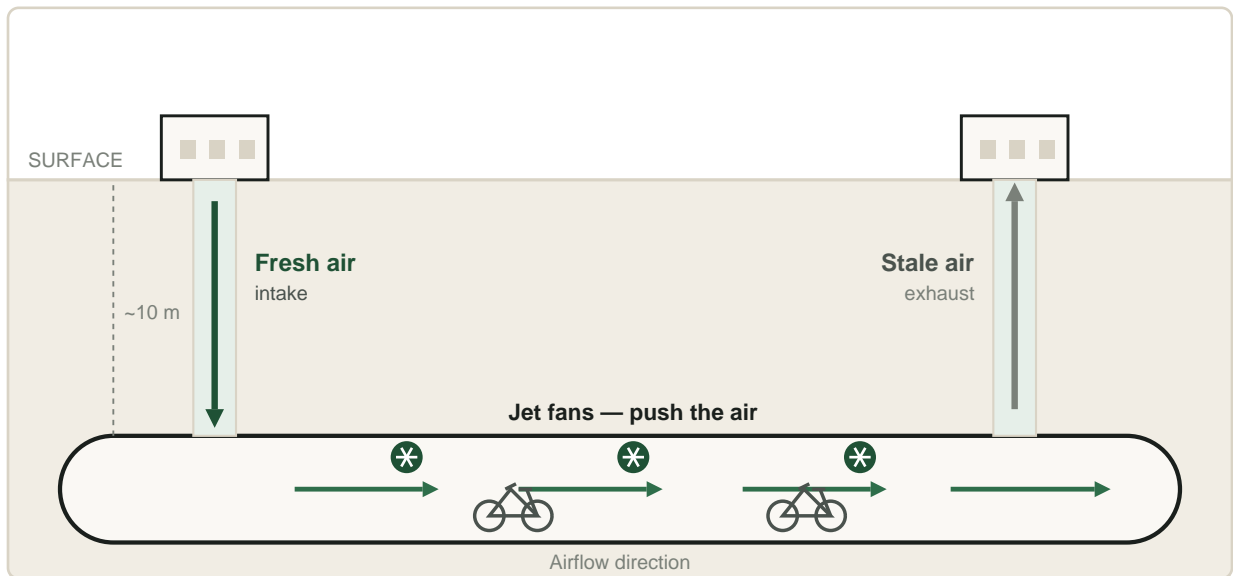 SURFACE
Fresh air
intake
Stale air
exhaust
~10 m
Jet fans — push the air
Airflow direction